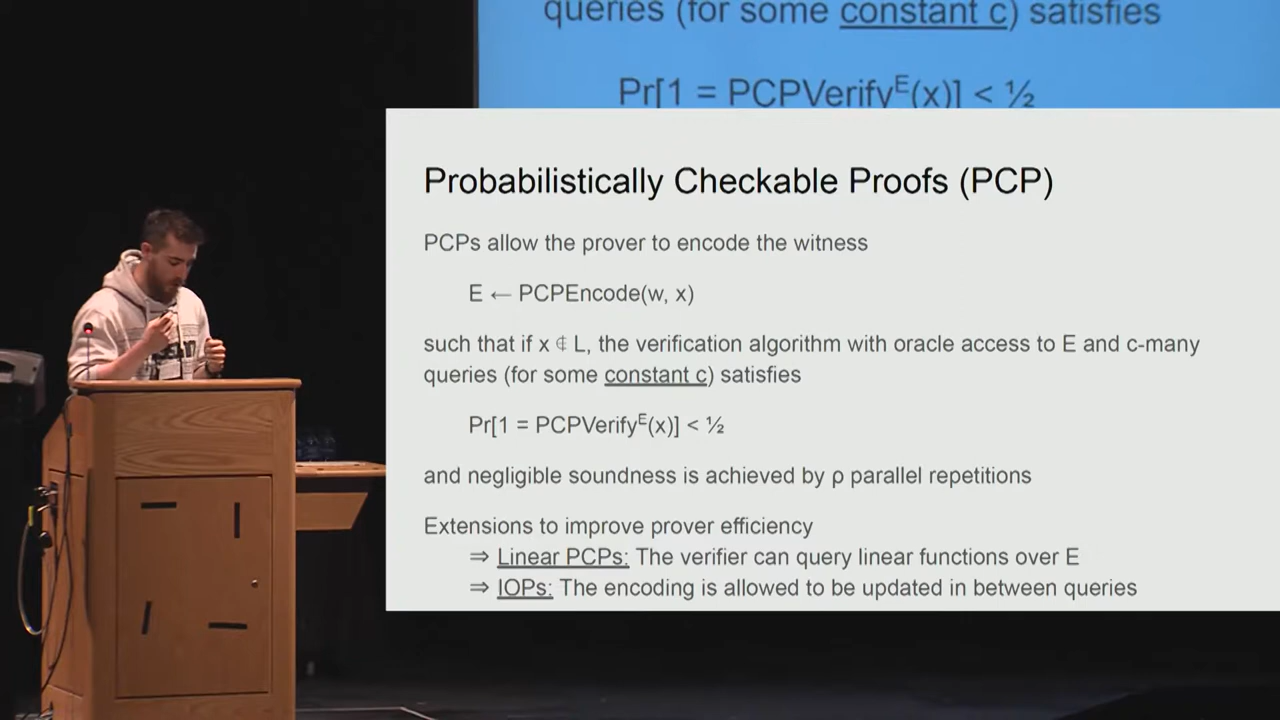 queries (for some constant c) satisfies
Pr[1 = PCPVerifyᴱ(x)] < ½
Probabilistically Checkable Proofs (PCP)
PCPs allow the prover to encode the witness
E ← PCPEncode(w, x)
such that if x ∉ L, the verification algorithm with oracle access to E and c-many
queries (for some constant c) satisfies
Pr[1 = PCPVerifyᴱ(x)] < ½
and negligible soundness is achieved by ρ parallel repetitions
Extensions to improve prover efficiency
⇒ Linear PCPs: The verifier can query linear functions over E
⇒ IOPs: The encoding is allowed to be updated in between queries